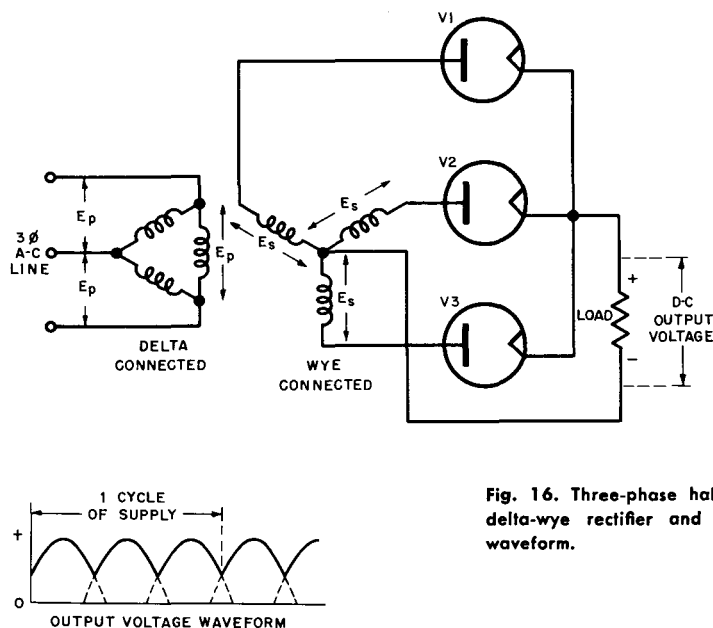 V1
V2
V3
Ep
3Ø
A-C
LINE
Ep
Ep
Es
Es
Es
DELTA
CONNECTED
WYE
CONNECTED
+
LOAD
-
D-C
OUTPUT
VOLTAGE
1 CYCLE
OF SUPPLY
+
0
OUTPUT VOLTAGE WAVEFORM
Fig. 16. Three-phase hal
delta-wye rectifier and
waveform.